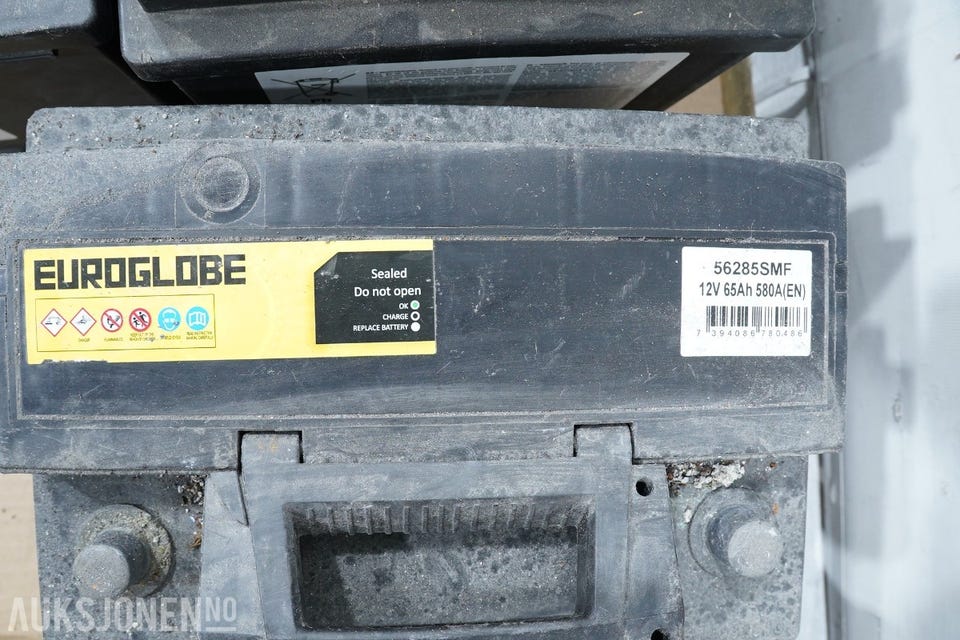 EUROGLOBE
Sealed
Do not open
OK
CHARGE
REPLACE BATTERY
DANGER
56285SMF
12V 65Ah 580A(EN)
7 394086 780486
AUKSJONEN.NO